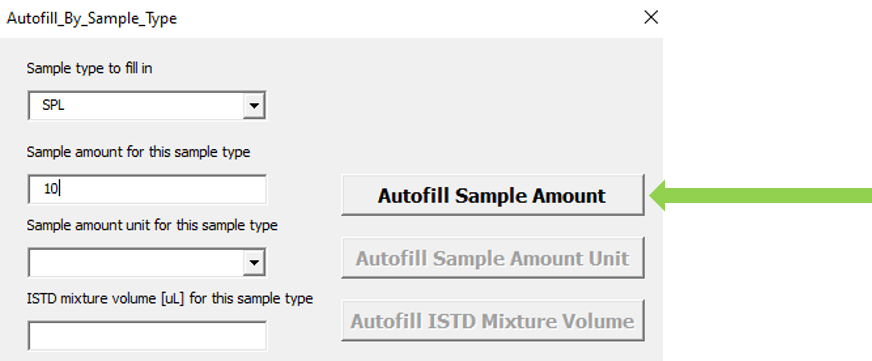 Autofill_By_Sample_Type
Sample type to fill in
SPL
Sample amount for this sample type
10
Autofill Sample Amount
Sample amount unit for this sample type
Autofill Sample Amount Unit
ISTD mixture volume [uL] for this sample type
Autofill ISTD Mixture Volume